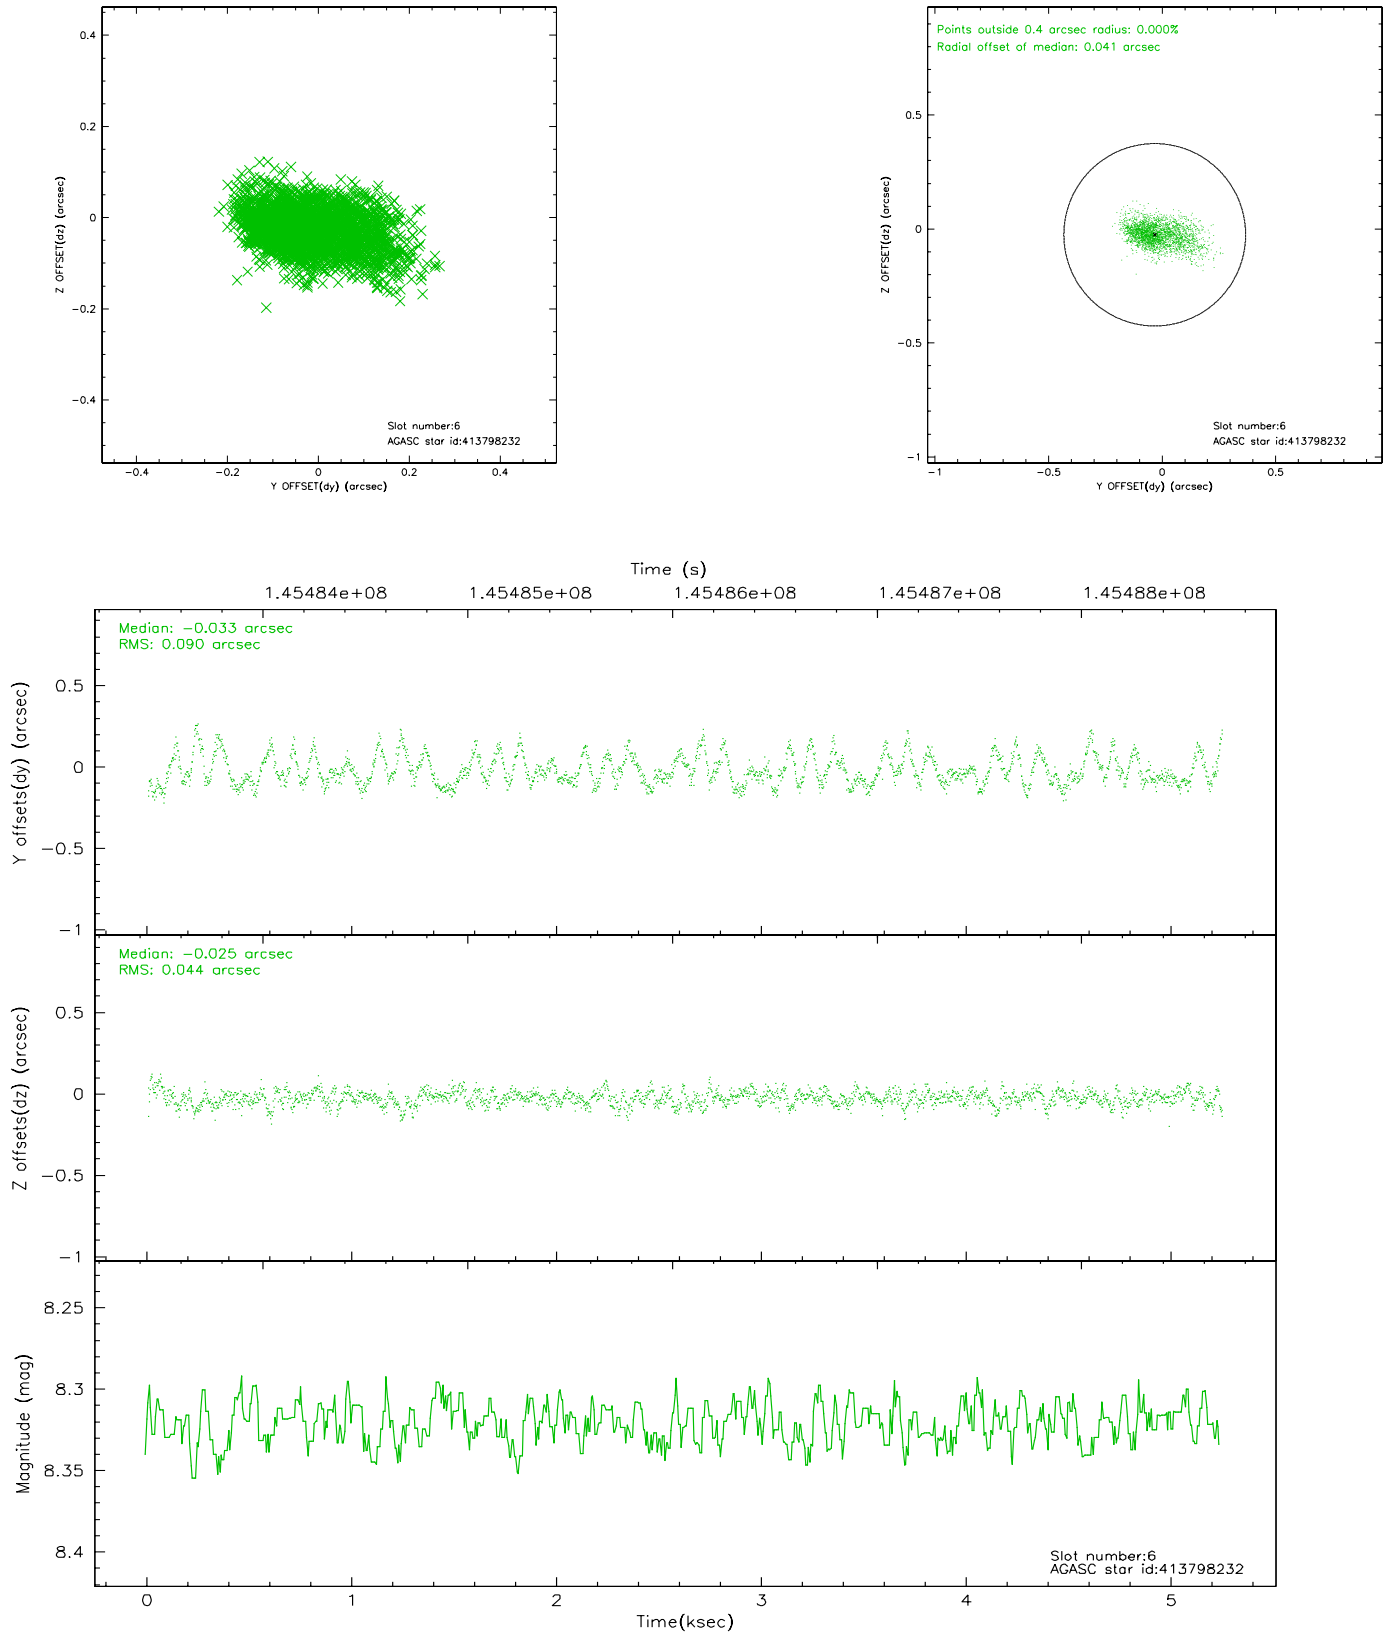 0.4
0.2
0
−0.2
−0.4
Z OFFSET(dz) (arcsec)
Slot number:6
AGASC star id:413798232
−0.4 −0.2 0 0.2 0.4
Y OFFSET(dy) (arcsec)
Points outside 0.4 arcsec radius: 0.000%
Radial offset of median: 0.041 arcsec
0.5
0
−0.5
−1
Z OFFSET(dz) (arcsec)
Slot number:6
AGASC star id:413798232
−1 −0.5 0 0.5
Y OFFSET(dy) (arcsec)
Time (s)
1.45484e+08 1.45485e+08 1.45486e+08 1.45487e+08 1.45488e+08
Median: −0.033 arcsec
RMS: 0.090 arcsec
0.5
0
−0.5
−1
Y offsets(dy) (arcsec)
Median: −0.025 arcsec
RMS: 0.044 arcsec
0.5
0
−0.5
−1
Z offsets(dz) (arcsec)
8.25
8.3
8.35
8.4
Magnitude (mag)
Slot number:6
AGASC star id:413798232
0 1 2 3 4 5
Time(ksec)